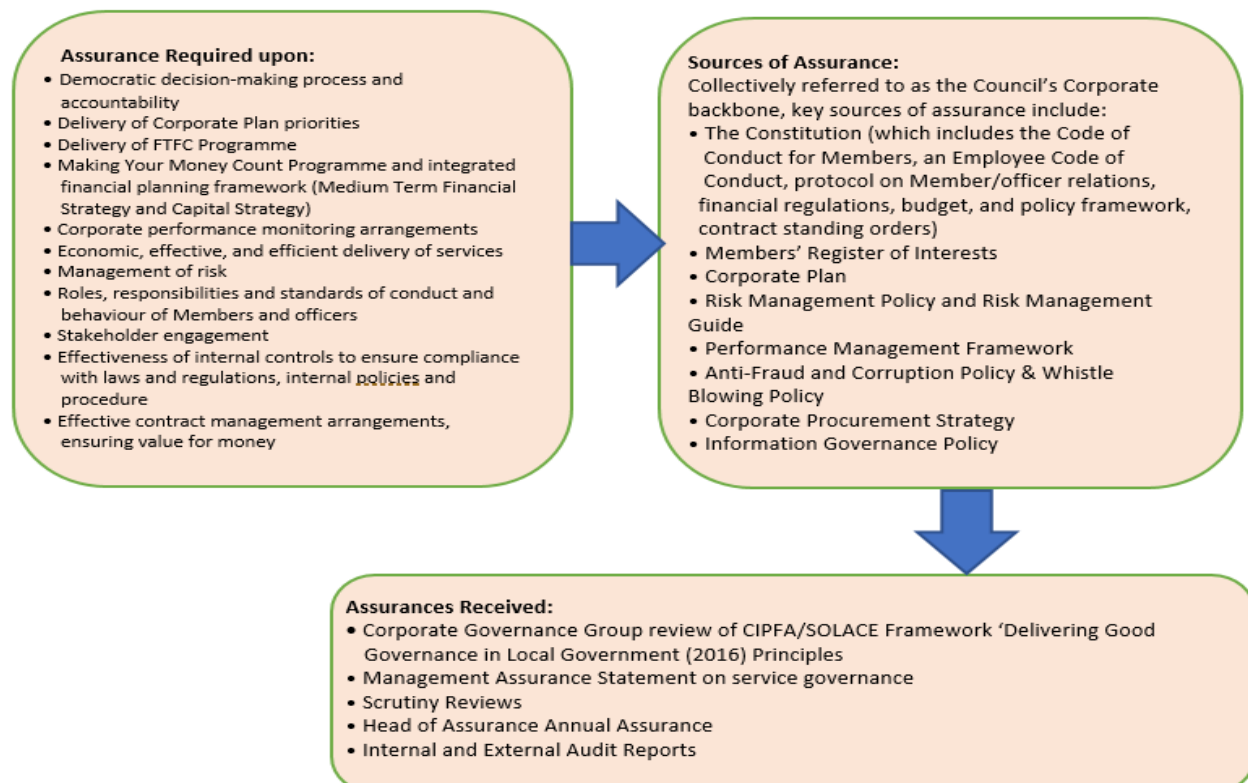 Assurance Required upon:
• Democratic decision-making process and
accountability
• Delivery of Corporate Plan priorities
• Delivery of FTFC Programme
• Making Your Money Count Programme and integrated
financial planning framework (Medium Term Financial
Strategy and Capital Strategy)
• Corporate performance monitoring arrangements
• Economic, effective, and efficient delivery of services
• Management of risk
• Roles, responsibilities and standards of conduct and
behaviour of Members and officers
• Stakeholder engagement
• Effectiveness of internal controls to ensure compliance
with laws and regulations, internal policies and
procedure
• Effective contract management arrangements,
ensuring value for money
Sources of Assurance:
Collectively referred to as the Council’s Corporate
backbone, key sources of assurance include:
• The Constitution (which includes the Code of
Conduct for Members, an Employee Code of
Conduct, protocol on Member/officer relations,
financial regulations, budget, and policy framework,
contract standing orders)
• Members’ Register of Interests
• Corporate Plan
• Risk Management Policy and Risk Management
Guide
• Performance Management Framework
• Anti-Fraud and Corruption Policy & Whistle
Blowing Policy
• Corporate Procurement Strategy
• Information Governance Policy
Assurances Received:
• Corporate Governance Group review of CIPFA/SOLACE Framework ‘Delivering Good
Governance in Local Government (2016) Principles
• Management Assurance Statement on service governance
• Scrutiny Reviews
• Head of Assurance Annual Assurance
• Internal and External Audit Reports